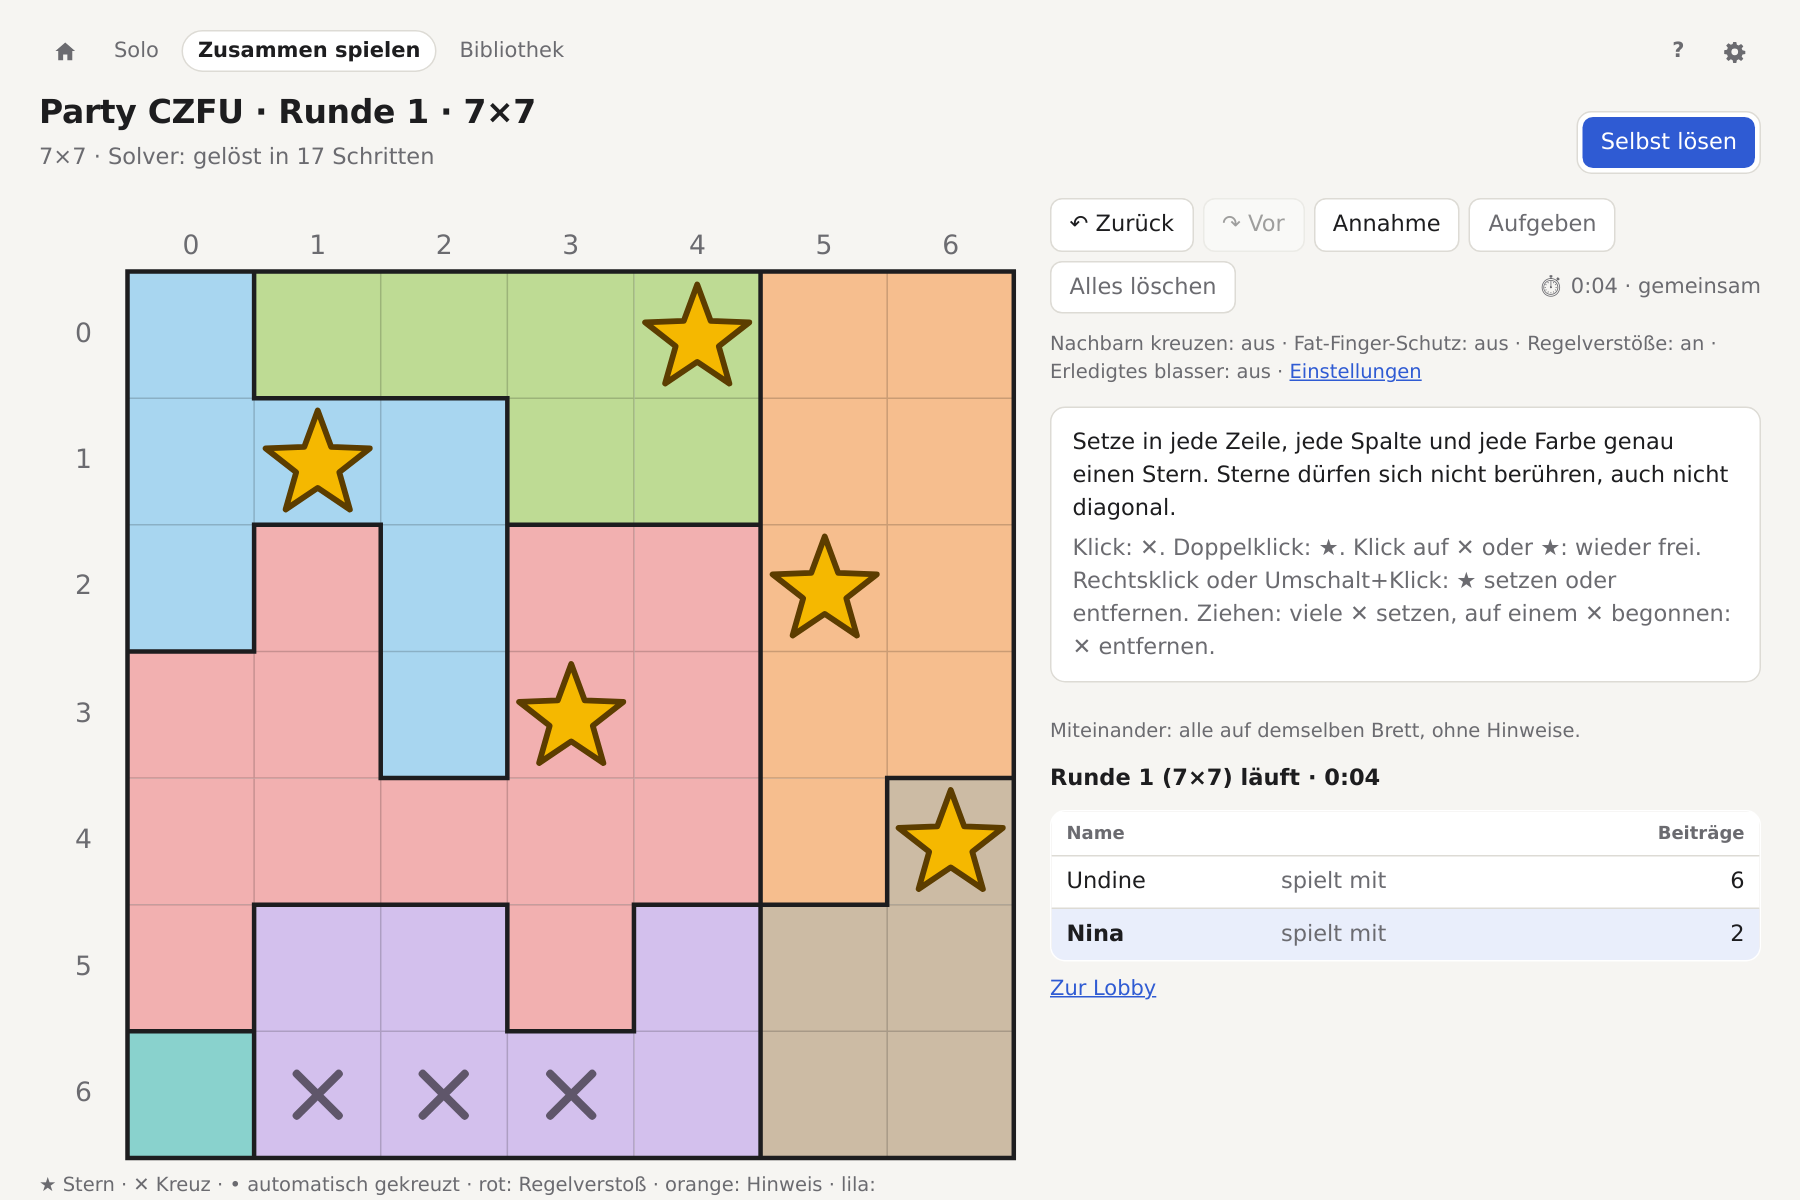 Solo Zusammen spielen Bibliothek ?
Party CZFU · Runde 1 · 7×7
7×7 · Solver: gelöst in 17 Schritten
Selbst lösen
↶ Zurück ↷ Vor Annahme Aufgeben
Alles löschen ⏱ 0:04 · gemeinsam
Nachbarn kreuzen: aus · Fat-Finger-Schutz: aus · Regelverstöße: an ·
Erledigtes blasser: aus · Einstellungen
Setze in jede Zeile, jede Spalte und jede Farbe genau
einen Stern. Sterne dürfen sich nicht berühren, auch nicht
diagonal.
Klick: ✕. Doppelklick: ★. Klick auf ✕ oder ★: wieder frei.
Rechtsklick oder Umschalt+Klick: ★ setzen oder
entfernen. Ziehen: viele ✕ setzen, auf einem ✕ begonnen:
✕ entfernen.
Miteinander: alle auf demselben Brett, ohne Hinweise.
Runde 1 (7×7) läuft · 0:04
Name Beiträge
Undine spielt mit 6
Nina spielt mit 2
Zur Lobby
0 1 2 3 4 5 6
0
1
2
3
4
5
6
★ Stern · ✕ Kreuz · • automatisch gekreuzt · rot: Regelverstoß · orange: Hinweis · lila: